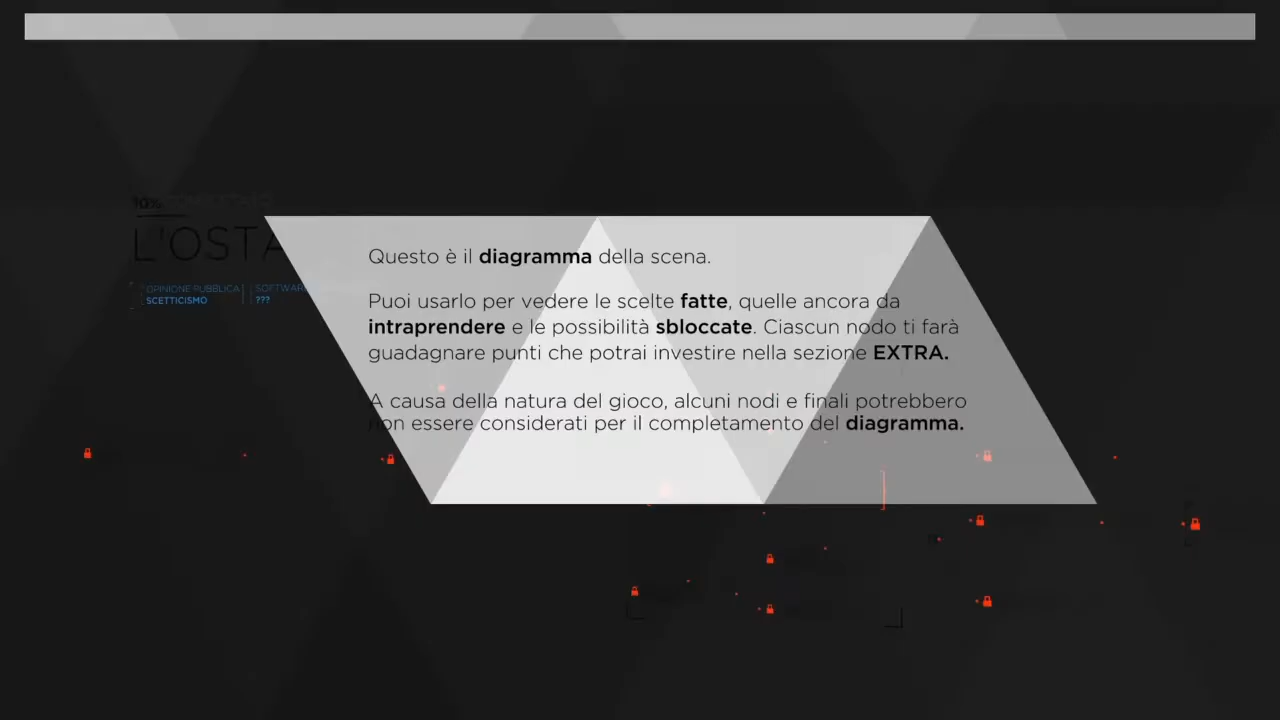 10%
L'OSTA
OPINIONE PUBBLICA
SOFTWARE
SCETTICISMO
???
Questo è il diagramma della scena.
Puoi usarlo per vedere le scelte fatte, quelle ancora da
intraprendere e le possibilità sbloccate. Ciascun nodo ti farà
guadagnare punti che potrai investire nella sezione EXTRA.
A causa della natura del gioco, alcuni nodi e finali potrebbero
non essere considerati per il completamento del diagramma.